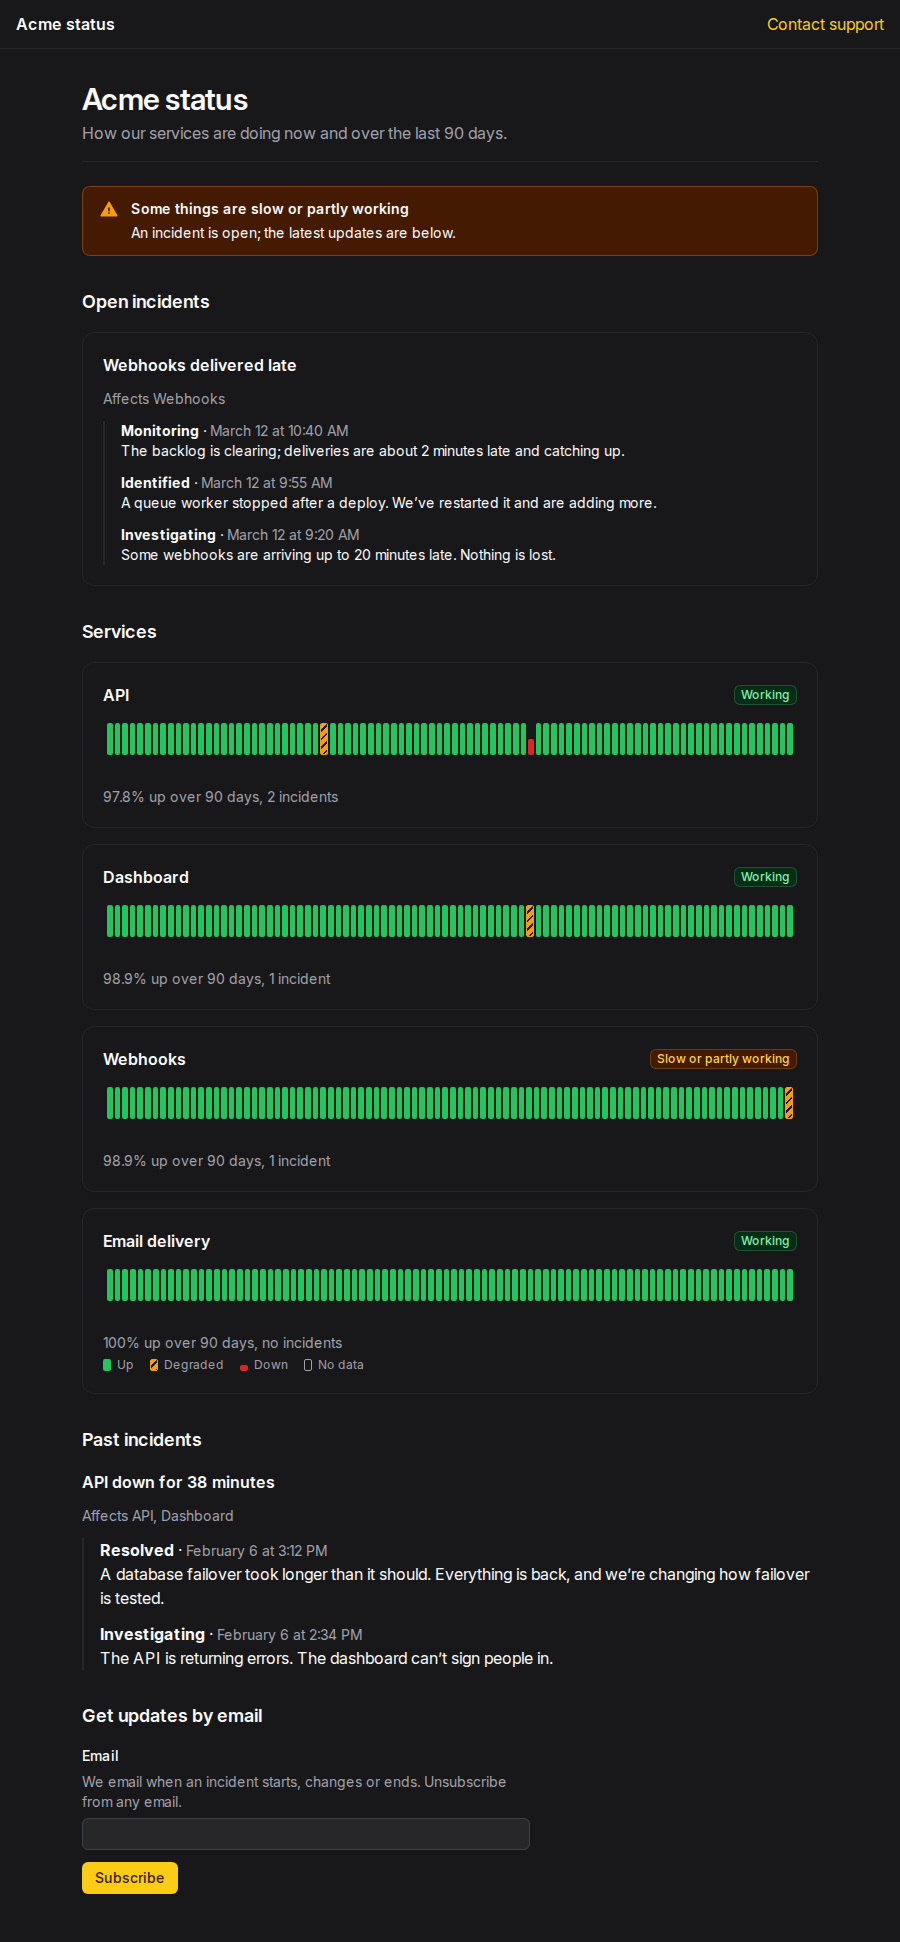 Acme status
Contact support
Acme status
How our services are doing now and over the last 90 days.
Some things are slow or partly working
An incident is open; the latest updates are below.
Open incidents
Webhooks delivered late
Affects Webhooks
Monitoring · March 12 at 10:40 AM
The backlog is clearing; deliveries are about 2 minutes late and catching up.
Identified · March 12 at 9:55 AM
A queue worker stopped after a deploy. We’ve restarted it and are adding more.
Investigating · March 12 at 9:20 AM
Some webhooks are arriving up to 20 minutes late. Nothing is lost.
Services
API
Working
97.8% up over 90 days, 2 incidents
Dashboard
Working
98.9% up over 90 days, 1 incident
Webhooks
Slow or partly working
98.9% up over 90 days, 1 incident
Email delivery
Working
100% up over 90 days, no incidents
Up Degraded Down No data
Past incidents
API down for 38 minutes
Affects API, Dashboard
Resolved · February 6 at 3:12 PM
A database failover took longer than it should. Everything is back, and we’re changing how failover
is tested.
Investigating · February 6 at 2:34 PM
The API is returning errors. The dashboard can’t sign people in.
Get updates by email
Email
We email when an incident starts, changes or ends. Unsubscribe
from any email.
Subscribe